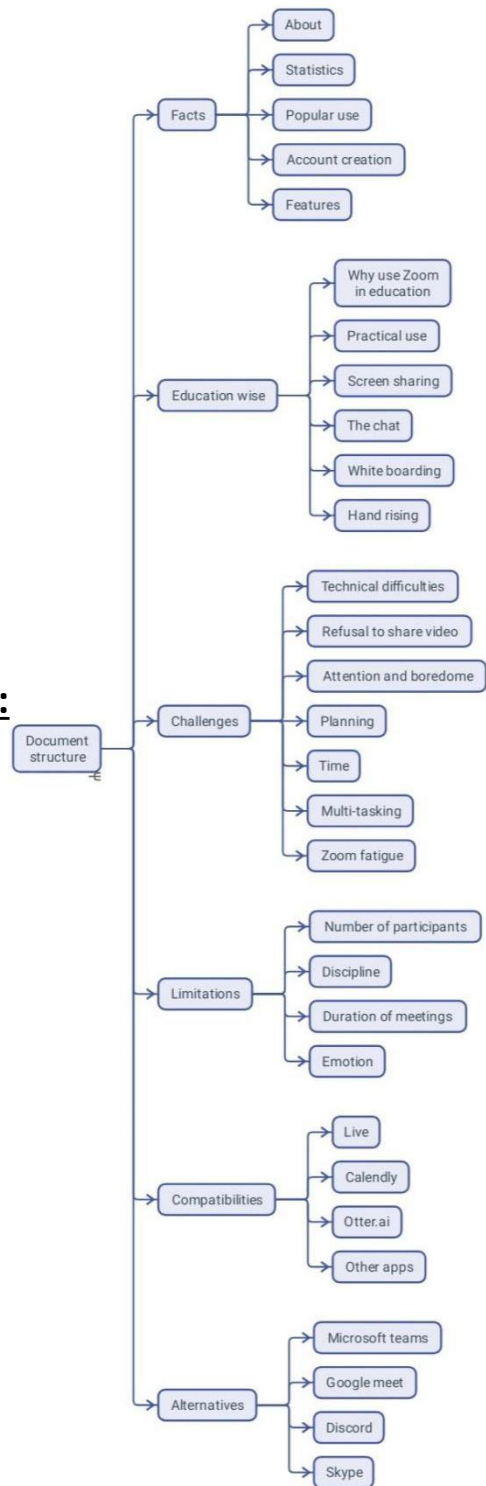 :
Document
structure
Facts
About
Statistics
Popular use
Account creation
Features
Education wise
Why use Zoom
in education
Practical use
Screen sharing
The chat
White boarding
Hand rising
Challenges
Technical difficulties
Refusal to share video
Attention and boredome
Planning
Time
Multi-tasking
Zoom fatigue
Limitations
Number of participants
Discipline
Duration of meetings
Emotion
Compatibilities
Live
Calendly
Otter.ai
Other apps
Alternatives
Microsoft teams
Google meet
Discord
Skype